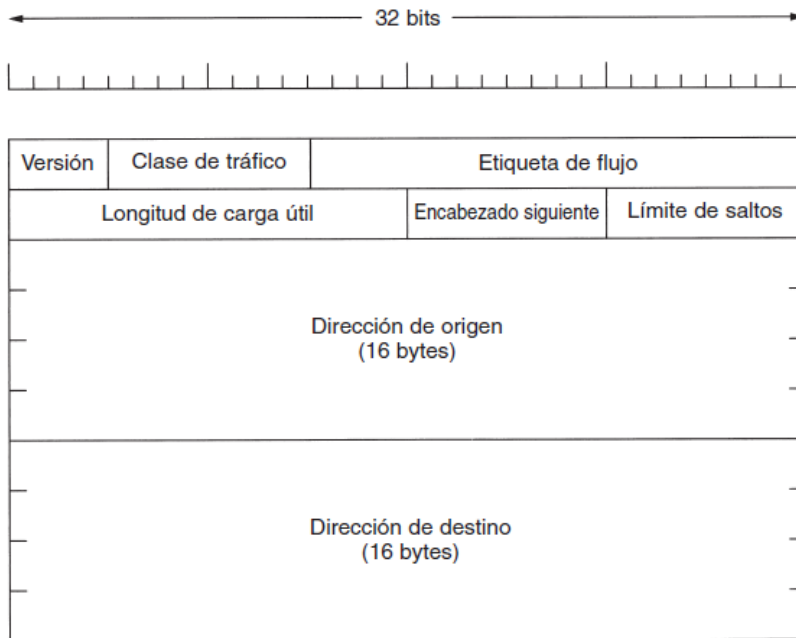 32 bits
Versión
Clase de tráfico
Etiqueta de flujo
Longitud de carga útil
Encabezado siguiente
Límite de saltos
Dirección de origen
(16 bytes)
Dirección de destino
(16 bytes)